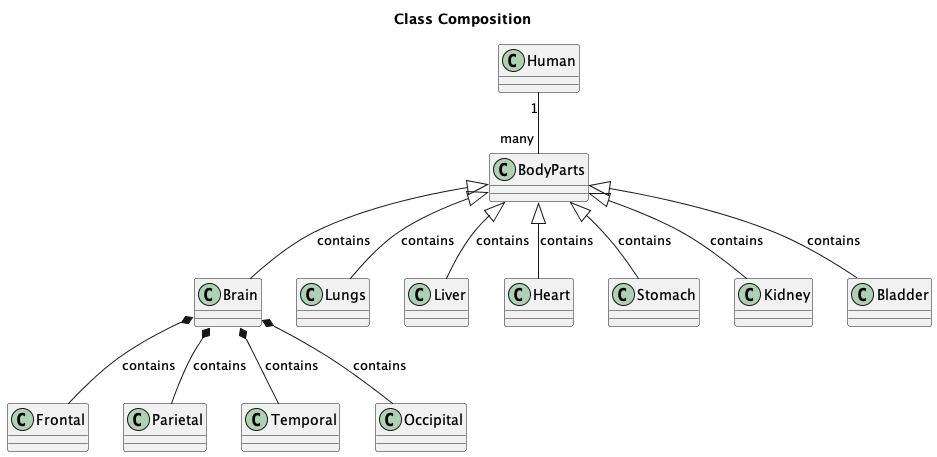 Class Composition
C Human
1
many
C BodyParts
contains contains contains contains contains contains contains
C Brain C Lungs C Liver C Heart C Stomach C Kidney C Bladder
contains contains contains contains
C Frontal C Parietal C Temporal C Occipital